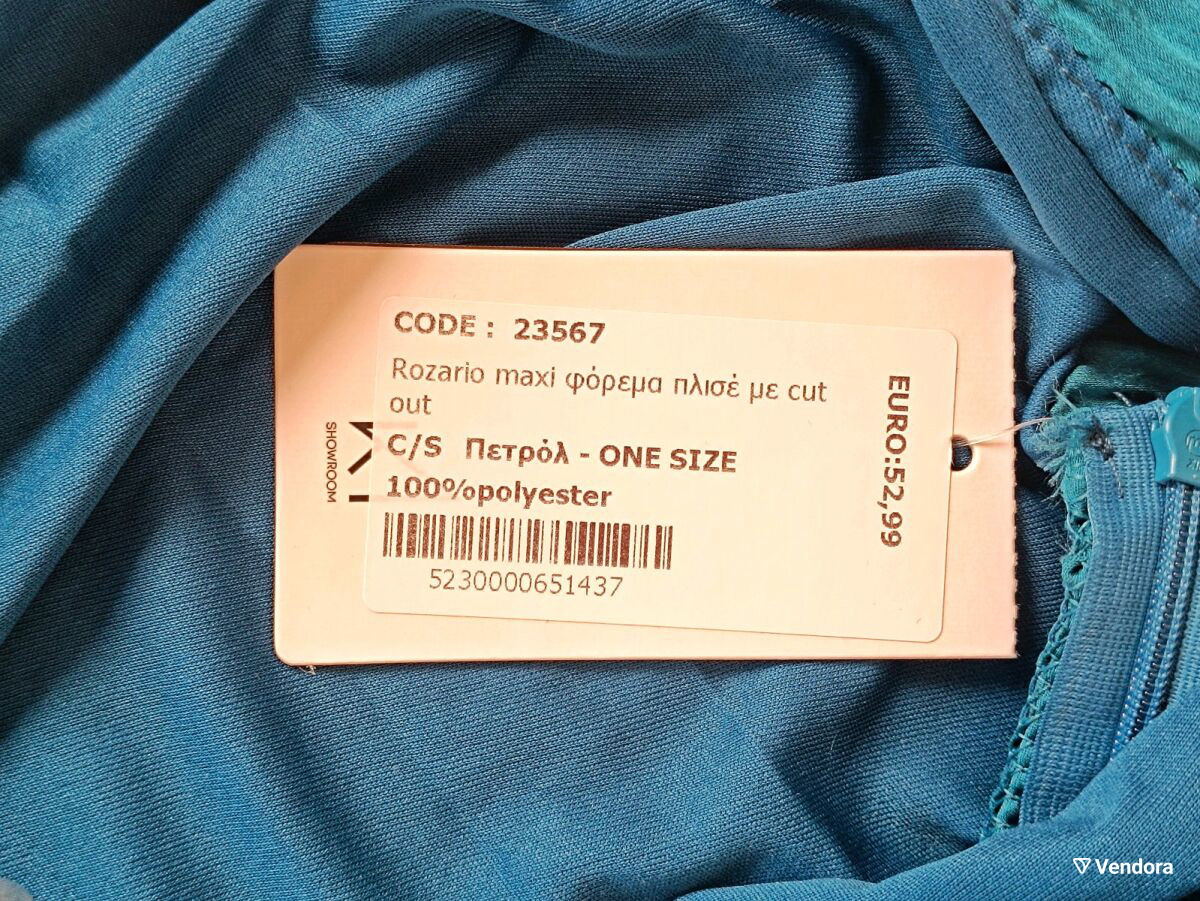 CODE : 23567
Rozario maxi φόρεμα πλισέ με cut
out
C/S Πετρόλ - ONE SIZE
100%polyester
5230000651437
EURO:52,99
SHOWROOM
Vendora